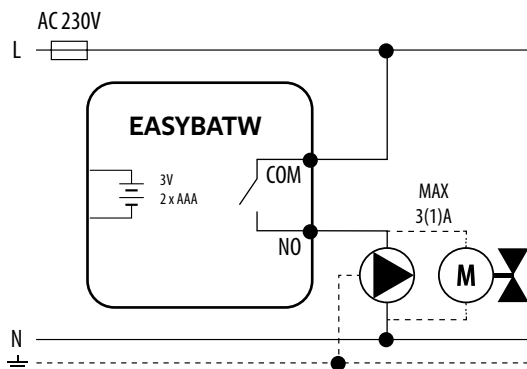 AC 230V
L
EASYBATW
3V
2 x AAA
COM
NO
MAX
3(1)A
M
N